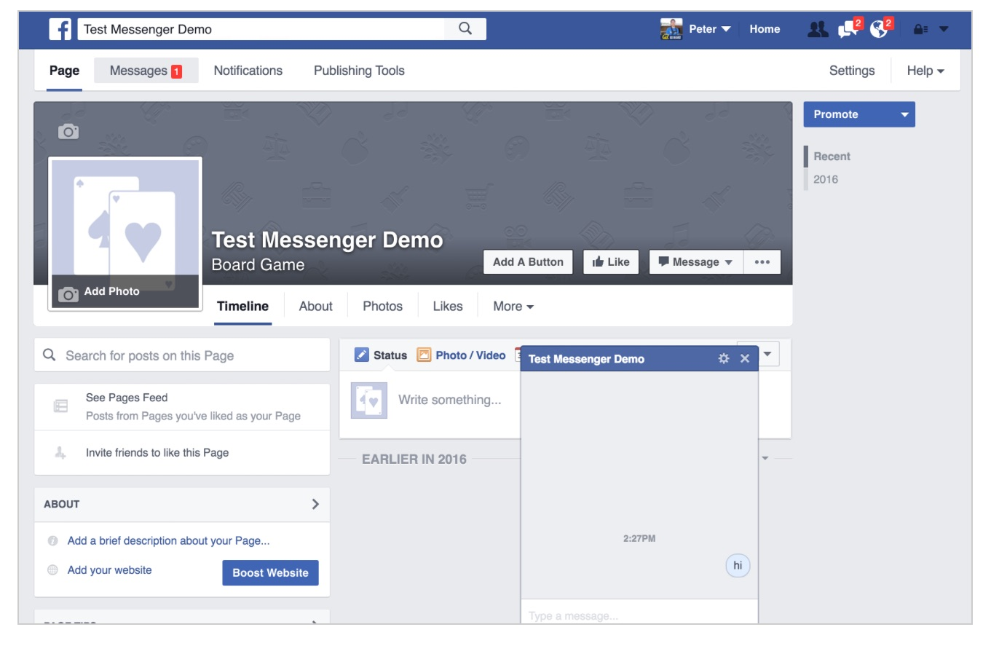 f Test Messenger Demo
Peter Home 2 2
Page Messages 1 Notifications Publishing Tools Settings Help
Promote
Recent
2016
Test Messenger Demo
Board Game
Add A Button Like Message
Add Photo
Timeline About Photos Likes More
Search for posts on this Page
See Pages Feed
Posts from Pages you've liked as your Page
Invite friends to like this Page
ABOUT
Add a brief description about your Page...
Add your website
Boost Website
Status Photo / Video
Write something...
EARLIER IN 2016
Test Messenger Demo
2:27PM
hi
Type a message...